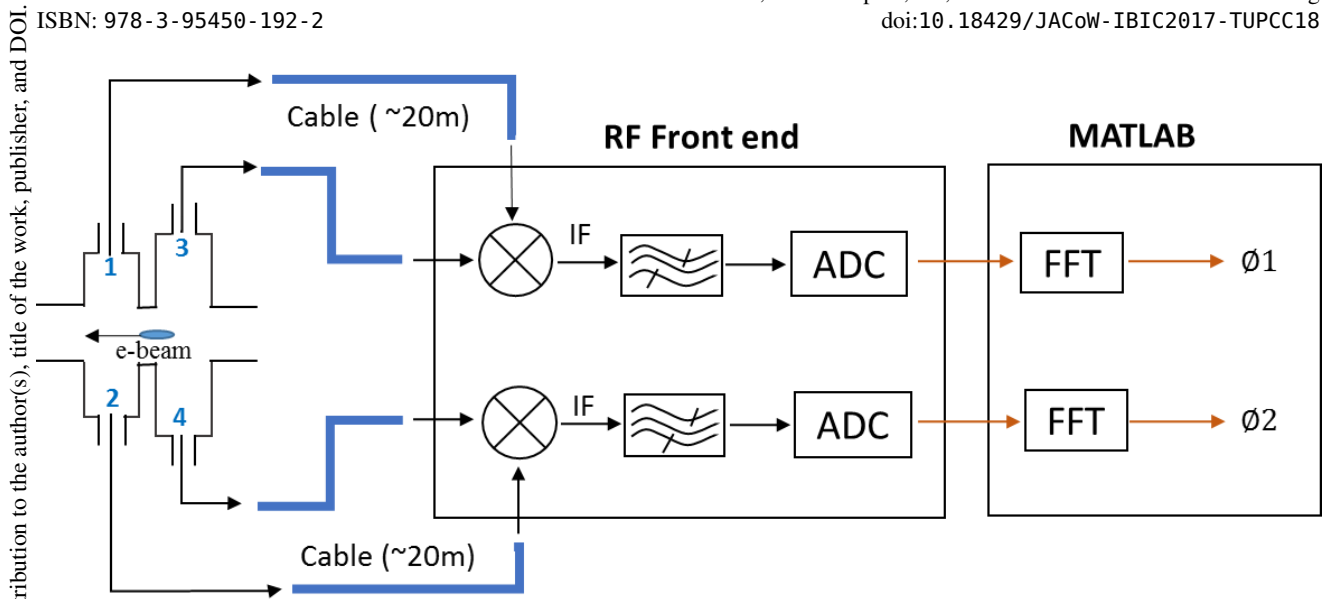 ISBN: 978-3-95450-192-2
doi:10.18429/JACoW-IBIC2017-TUPCC18
tribution to the author(s), title of the work, publisher, and DOI.
Cable ( ~20m)
RF Front end
MATLAB
1
3
IF
ADC
FFT
Ø1
e-beam
2
4
IF
ADC
FFT
Ø2
Cable (~20m)